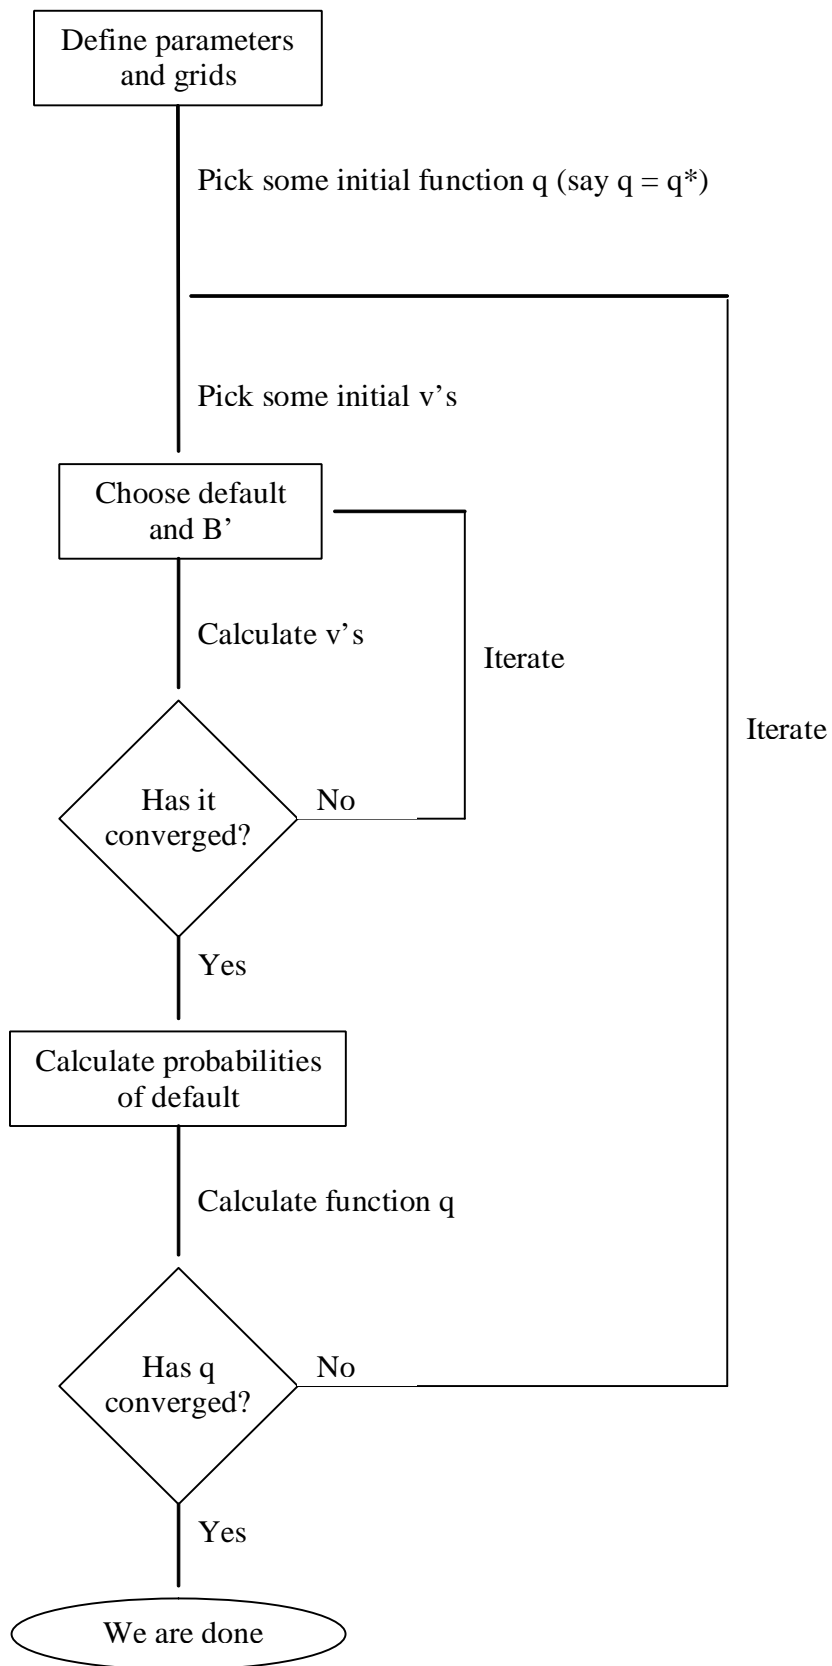 Define parameters
and grids
Pick some initial function q (say q = q*)
Pick some initial v’s
Choose default
and B’
Calculate v’s
Iterate
Iterate
Has it
converged?
No
Yes
Calculate probabilities
of default
Calculate function q
Has q
converged?
No
Yes
We are done